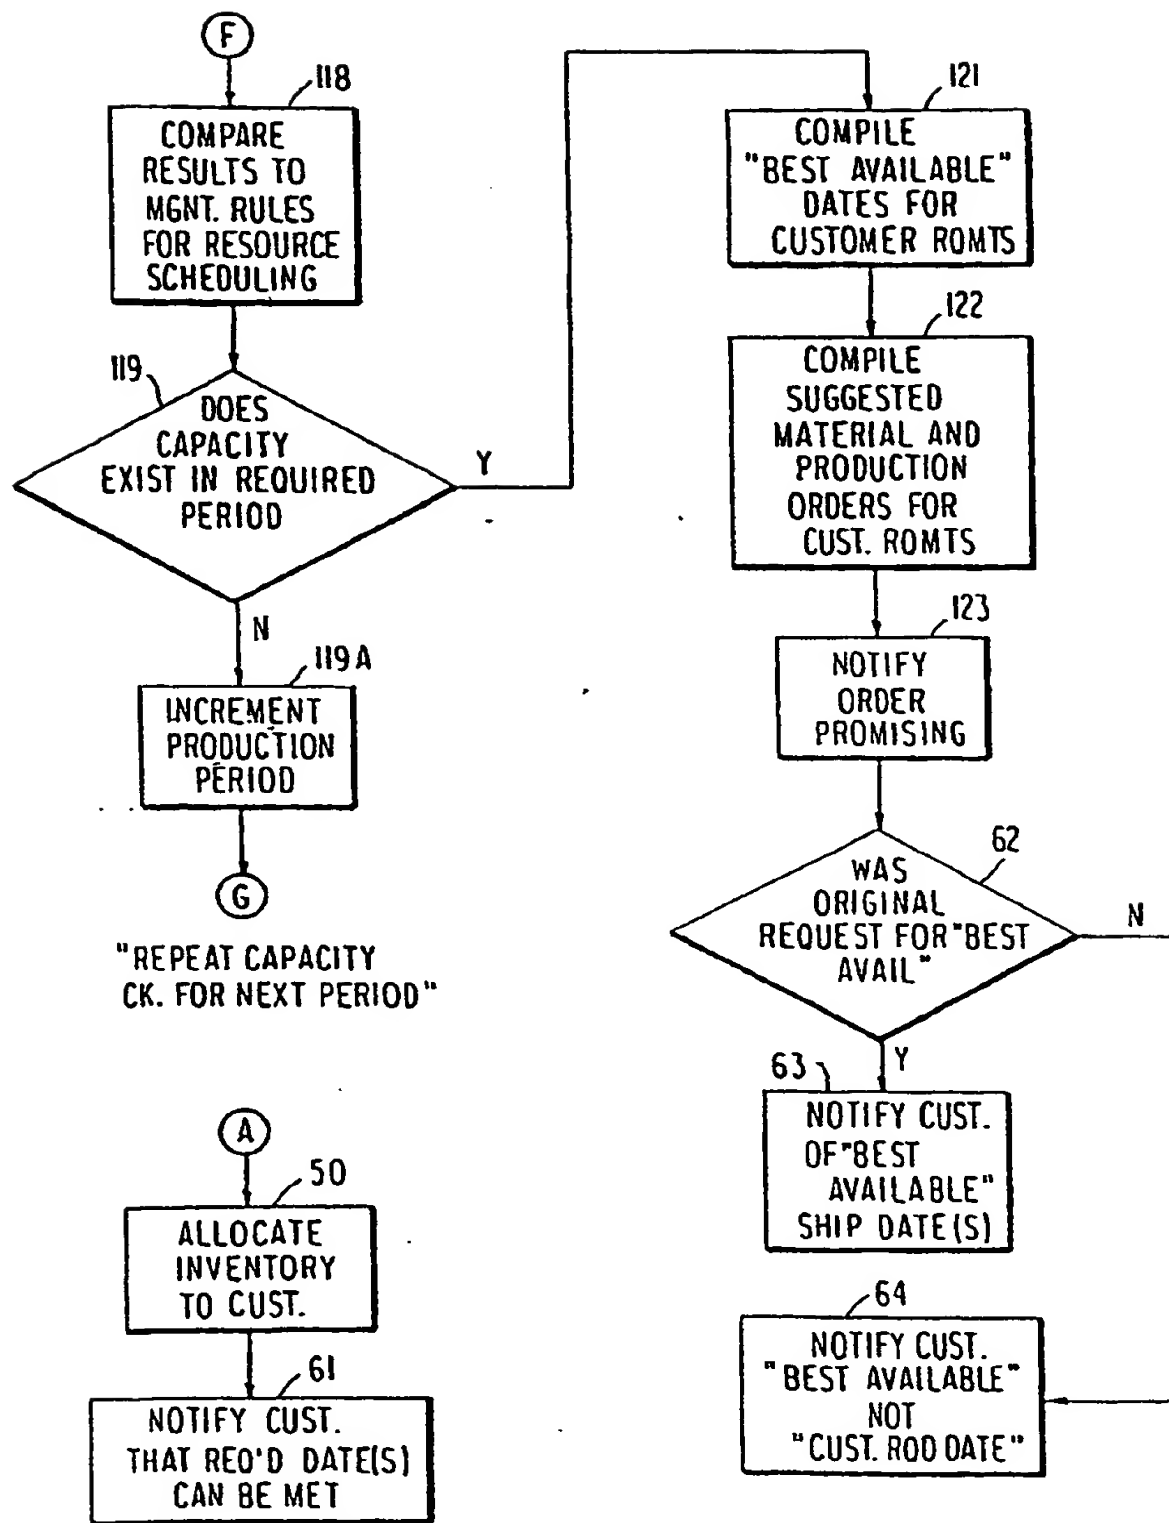 F
118
COMPARE
RESULTS TO
MGNT. RULES
FOR RESOURCE
SCHEDULING
119
DOES
CAPACITY
EXIST IN REQUIRED
PERIOD
Y
N
119A
INCREMENT
PRODUCTION
PERIOD
G
"REPEAT CAPACITY
CK. FOR NEXT PERIOD"
A
50
ALLOCATE
INVENTORY
TO CUST.
61
NOTIFY CUST.
THAT REO'D DATE(S)
CAN BE MET
121
COMPILE
"BEST AVAILABLE"
DATES FOR
CUSTOMER ROMTS
122
COMPILE
SUGGESTED
MATERIAL AND
PRODUCTION
ORDERS FOR
CUST. ROMTS
123
NOTIFY
ORDER
PROMISING
62
WAS
ORIGINAL
REQUEST FOR "BEST
AVAIL"
N
Y
63
NOTIFY CUST.
OF "BEST
AVAILABLE"
SHIP DATE(S)
64
NOTIFY CUST.
"BEST AVAILABLE"
NOT
"CUST. ROD DATE"